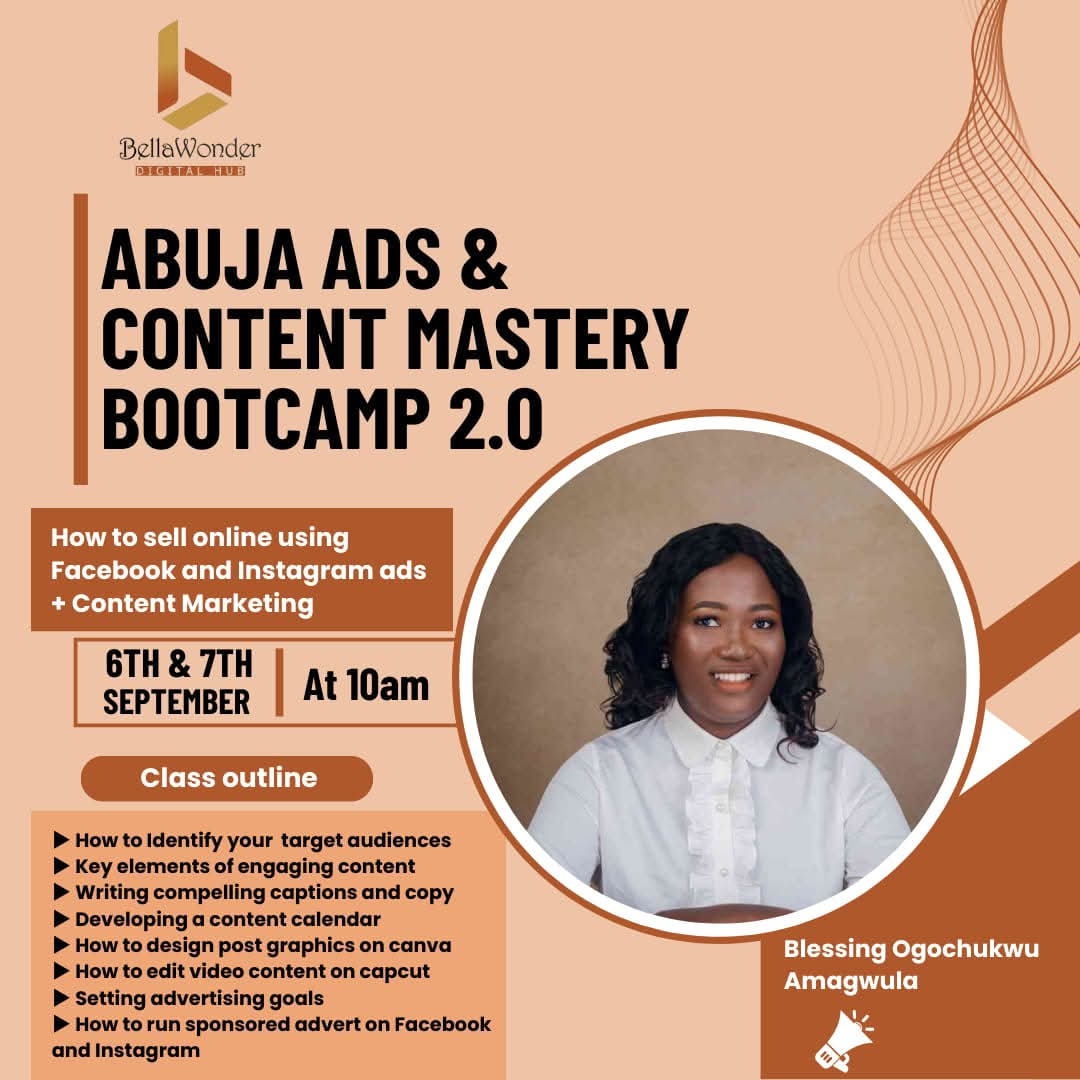 BellaWonder
DIGITAL HUB
ABUJA ADS &
CONTENT MASTERY
BOOTCAMP 2.0
How to sell online using
Facebook and Instagram ads
+ Content Marketing
6TH & 7TH
SEPTEMBER
At 10am
Class outline
▶ How to Identify your  target audiences
▶ Key elements of engaging content
▶ Writing compelling captions and copy
▶ Developing a content calendar
▶ How to design post graphics on canva
▶ How to edit video content on capcut
▶ Setting advertising goals
▶ How to run sponsored advert on Facebook
and Instagram
Blessing Ogochukwu
Amagwula